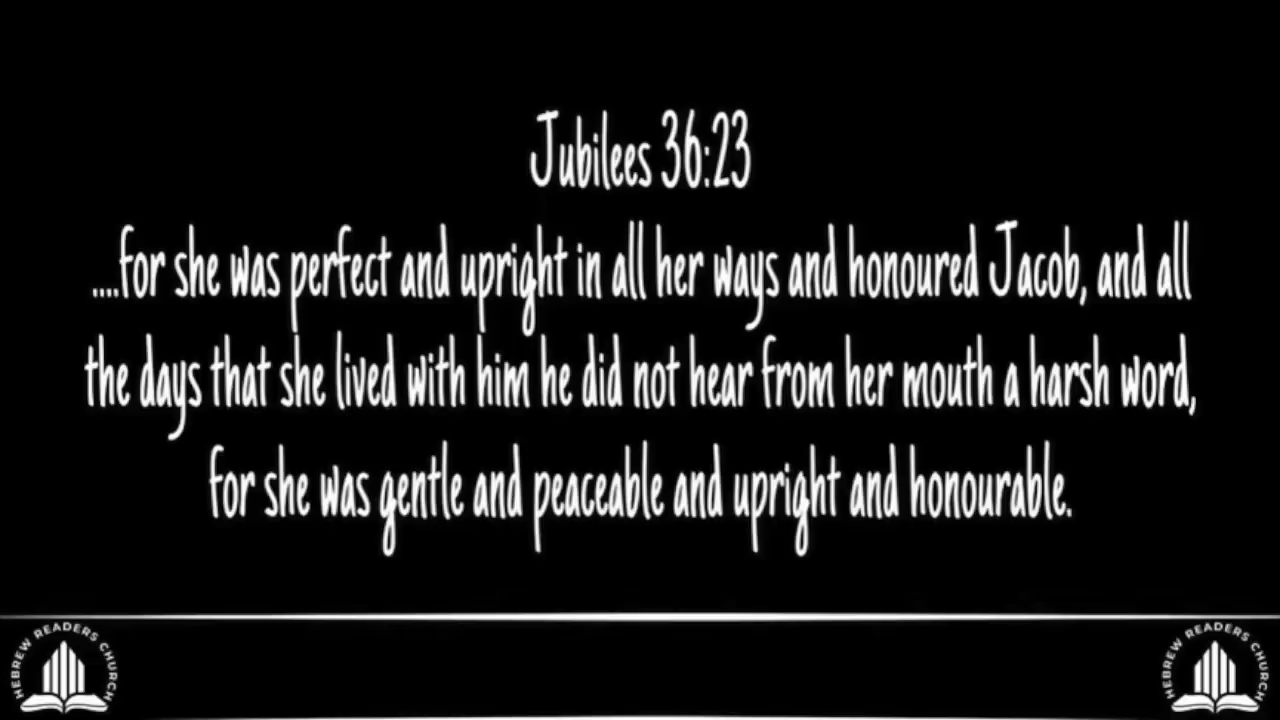 Jubilees 36:23
....for she was perfect and upright in all her ways and honoured Jacob, and all
the days that she lived with him he did not hear from her mouth a harsh word,
for she was gentle and peaceable and upright and honourable.
HEBREW READERS CHURCH
HEBREW READERS CHURCH